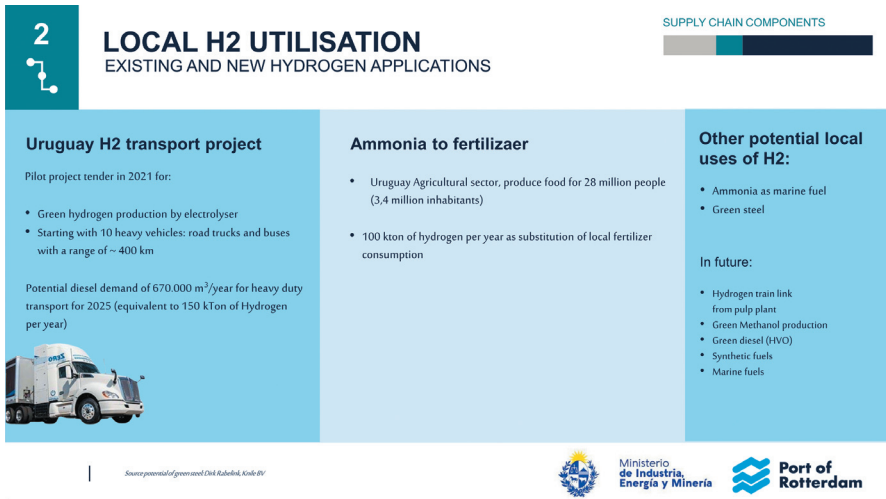 2
LOCAL H2 UTILISATION
EXISTING AND NEW HYDROGEN APPLICATIONS
SUPPLY CHAIN COMPONENTS
Uruguay H2 transport project
Pilot project tender in 2021 for:
• Green hydrogen production by electrolyser
• Starting with 10 heavy vehicles: road trucks and buses
with a range of ~ 400 km
Potential diesel demand of 670.000 m³/year for heavy duty
transport for 2025 (equivalent to 150 kTon of Hydrogen
per year)
Ammonia to fertilizaer
• Uruguay Agricultural sector, produce food for 28 million people
(3,4 million inhabitants)
• 100 kton of hydrogen per year as substitution of local fertilizer
consumption
Other potential local
uses of H2:
• Ammonia as marine fuel
• Green steel
In future:
• Hydrogen train link
from pulp plant
• Green Methanol production
• Green diesel (HVO)
• Synthetic fuels
• Marine fuels
Source potential of green steel: Dirk Rabelink, Knife BV
Ministerio
de Industria,
Energía y Minería
Port of
Rotterdam